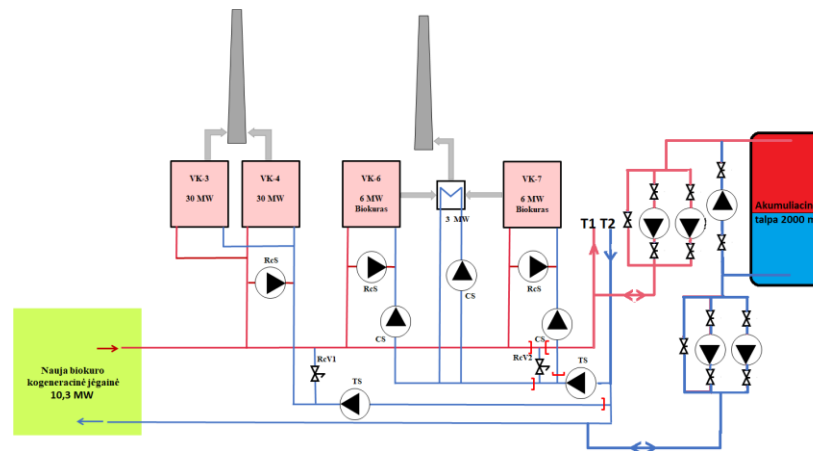 VK-3
30 MW
VK-4
30 MW
VK-6
6 MW
Biokuras
3 MW
VK-7
6 MW
Biokuras
T1 T2
Akumuliacin
talpa 2000 m
RcS
RcS
RcS
CS
CS
CS
RcV1
RcV2
TS
TS
Nauja biokuro
kogeneracinė jėgainė
10,3 MW